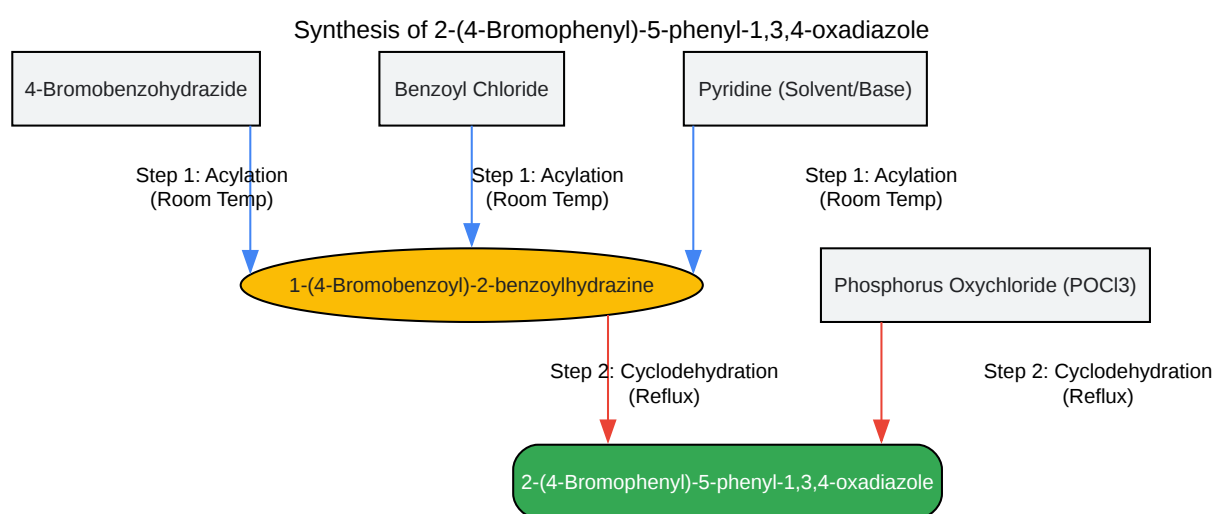 Synthesis of 2-(4-Bromophenyl)-5-phenyl-1,3,4-oxadiazole
4-Bromobenzohydrazide
Benzoyl Chloride
Pyridine (Solvent/Base)
Step 1: Acylation
(Room Temp)
Step 1: Acylation
(Room Temp)
Step 1: Acylation
(Room Temp)
1-(4-Bromobenzoyl)-2-benzoylhydrazine
Phosphorus Oxychloride (POCl3)
Step 2: Cyclodehydration
(Reflux)
Step 2: Cyclodehydration
(Reflux)
2-(4-Bromophenyl)-5-phenyl-1,3,4-oxadiazole